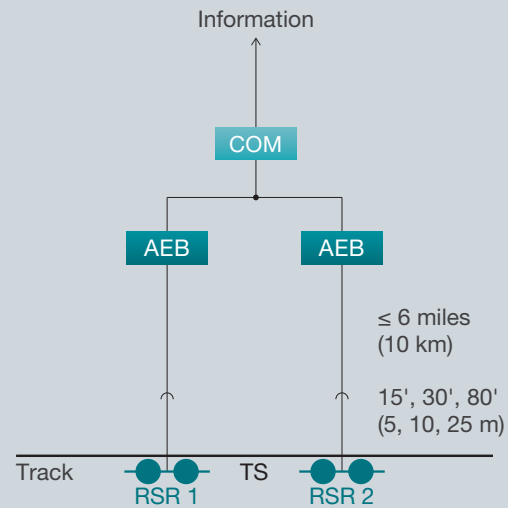 Information
COM
AEB
AEB
≤ 6 miles
(10 km)
15', 30', 80'
(5, 10, 25 m)
Track
TS
RSR 1
RSR 2